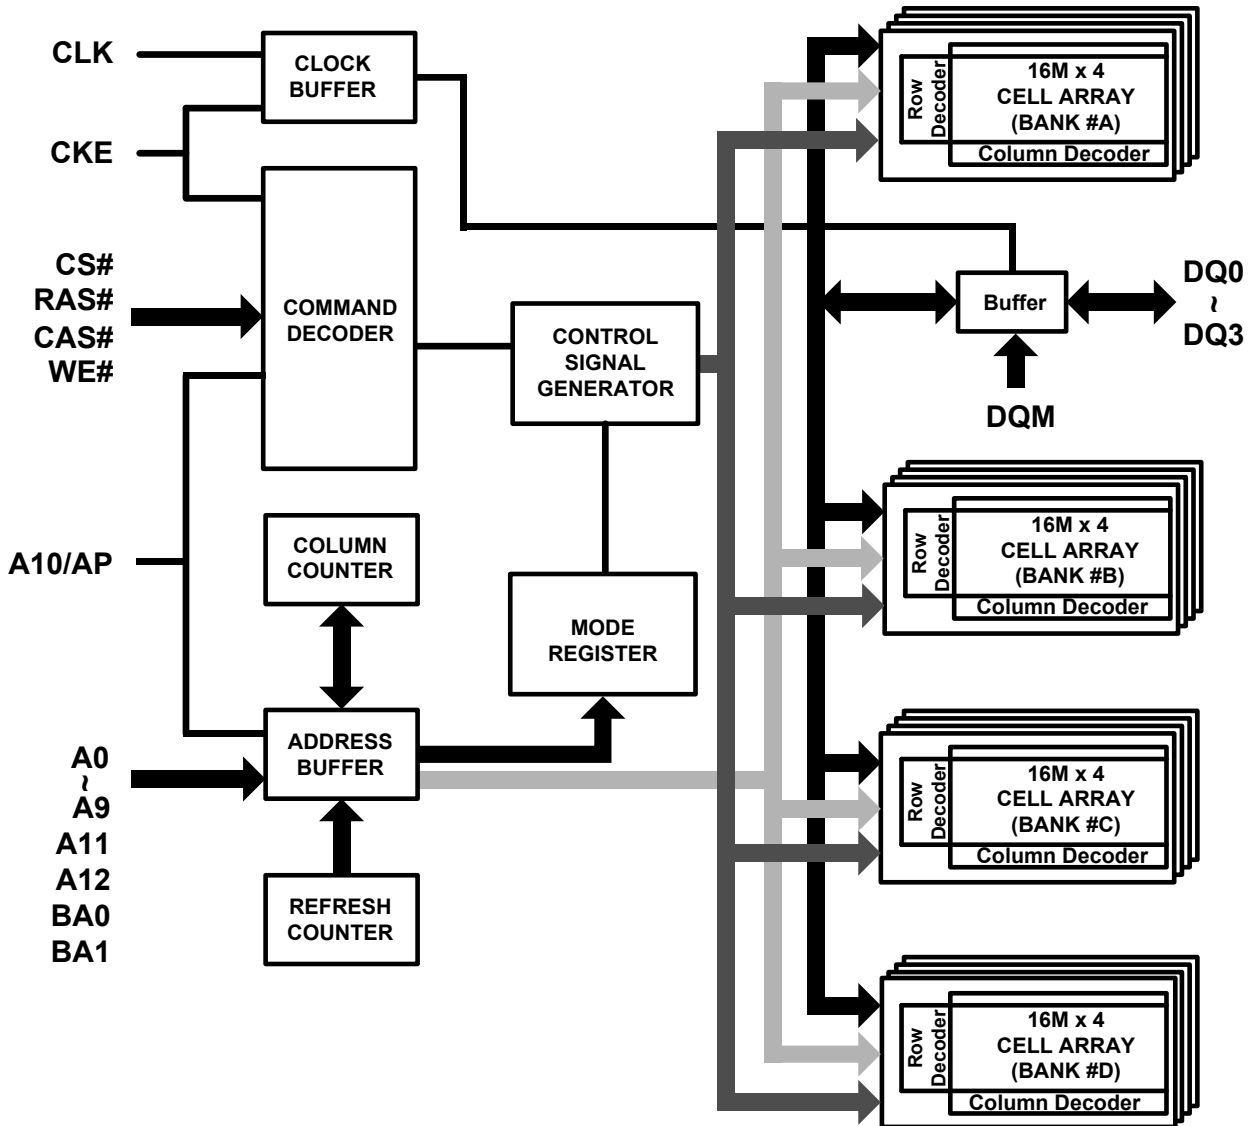 CLK
CKE
CS#
RAS#
CAS#
WE#
A10/AP
A0
~
A9
A11
A12
BA0
BA1
CLOCK
BUFFER
COMMAND
DECODER
COLUMN
COUNTER
ADDRESS
BUFFER
REFRESH
COUNTER
CONTROL
SIGNAL
GENERATOR
MODE
REGISTER
Row
Decoder
16M x 4
CELL ARRAY
(BANK #A)
Column Decoder
Buffer
DQ0
~
DQ3
DQM
Row
Decoder
16M x 4
CELL ARRAY
(BANK #B)
Column Decoder
Row
Decoder
16M x 4
CELL ARRAY
(BANK #C)
Column Decoder
Row
Decoder
16M x 4
CELL ARRAY
(BANK #D)
Column Decoder